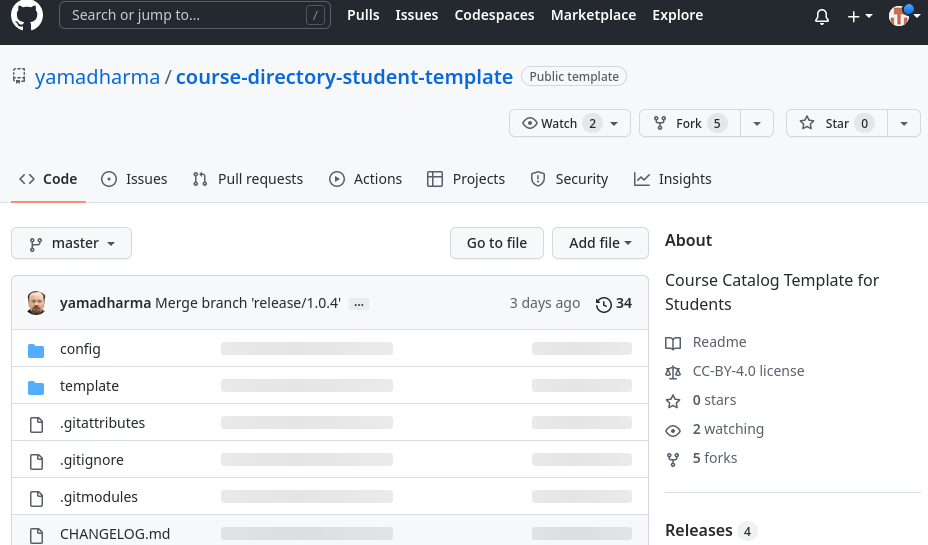 Search or jump to... / Pulls Issues Codespaces Marketplace Explore
yamadharma / course-directory-student-template Public template
Watch 2 Fork 5 Star 0
Code Issues Pull requests Actions Projects Security Insights
master Go to file Add file
yamadharma Merge branch 'release/1.0.4' ... 3 days ago 34
config
template
.gitattributes
.gitignore
.gitmodules
CHANGELOG.md
About
Course Catalog Template for
Students
Readme
CC-BY-4.0 license
0 stars
2 watching
5 forks
Releases 4